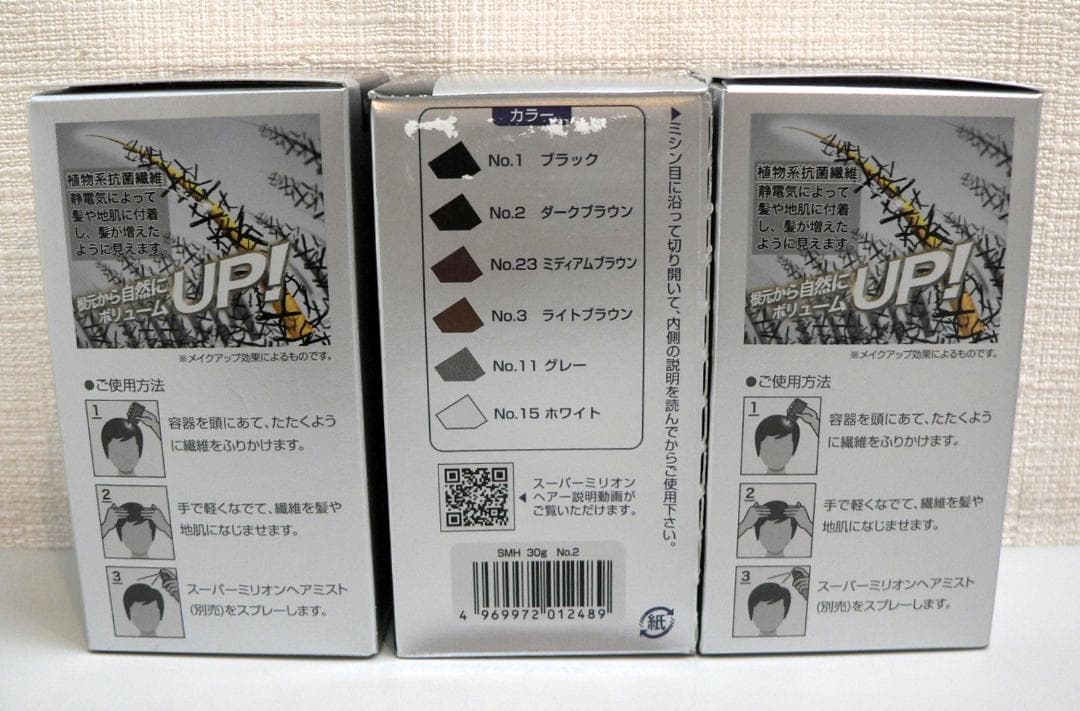 植物系抗菌繊維
静電気によって
髪や地肌に付着
し、髪が増えた
ように見えます。
根元から自然に
ボリューム UP!
※メイクアップ効果によるものです。
●ご使用方法
1
容器を頭にあて、たたくよう
に繊維をふりかけます。
2
手で軽くなでて、繊維を髪や
地肌になじませます。
3
スーパーミリオンヘアミスト
(別売)をスプレーします。
カラー
No.1 ブラック
No.2 ダークブラウン
No.23 ミディアムブラウン
No.3 ライトブラウン
No.11 グレー
No.15 ホワイト
▶ミシン目に沿って切り開いて、内側の説明を読んでからご使用下さい。
◀スーパーミリオン
ヘアー説明動画が
ご覧いただけます。
SMH 30g No.2
4 969972 012489
紙
植物系抗菌繊維
静電気によって
髪や地肌に付着
し、髪が増えた
ように見えます。
根元から自然に
ボリューム UP!
※メイクアップ効果によるものです。
●ご使用方法
1
容器を頭にあて、たたくよう
に繊維をふりかけます。
2
手で軽くなでて、繊維を髪や
地肌になじませます。
3
スーパーミリオンヘアミスト
(別売)をスプレーします。